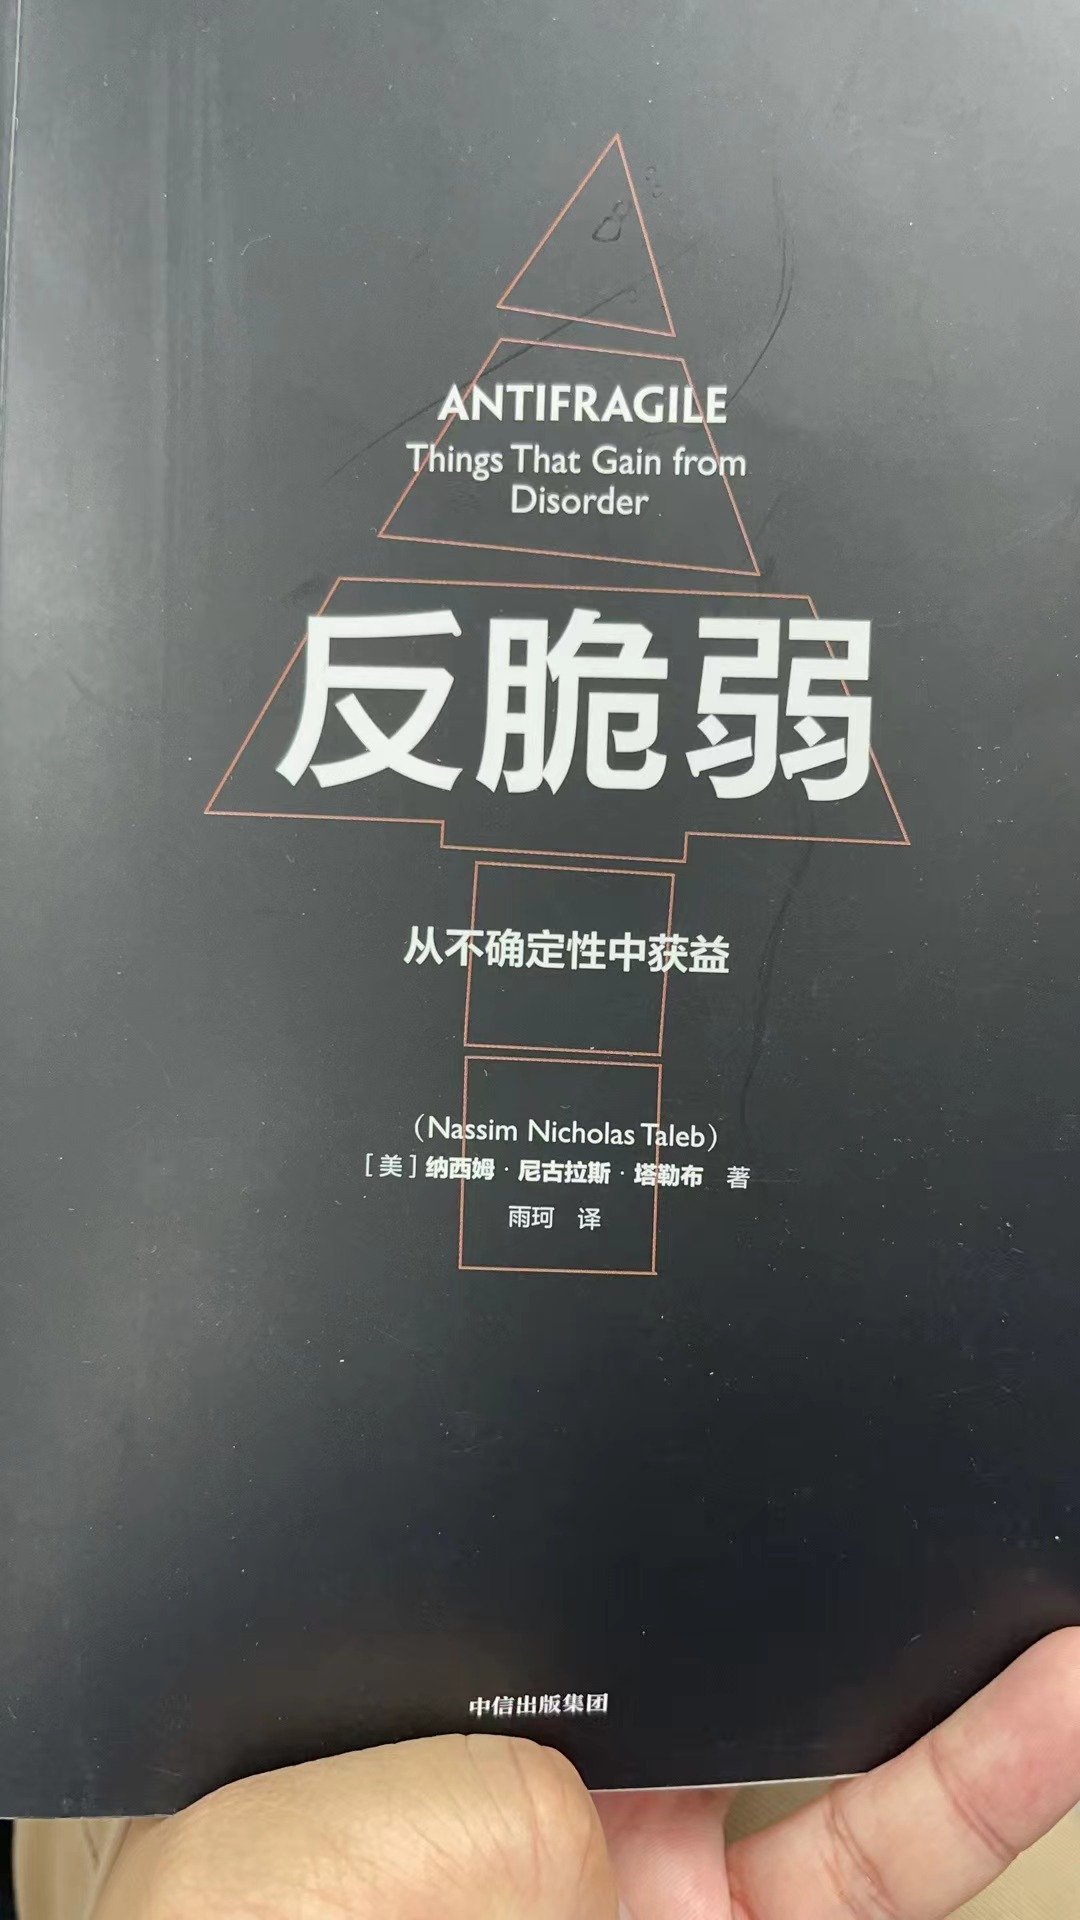 ANTIFRAGILE
Things That Gain from
Disorder
反脆弱
从不确定性中获益
（Nassim Nicholas Taleb）
［美］纳西姆·尼古拉斯·塔勒布 著
雨珂 译
中信出版集团